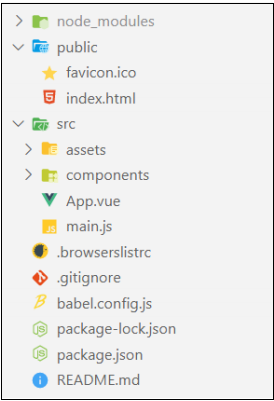 node_modules
public
favicon.ico
index.html
src
assets
components
App.vue
main.js
.browserslistrc
.gitignore
babel.config.js
package-lock.json
package.json
README.md